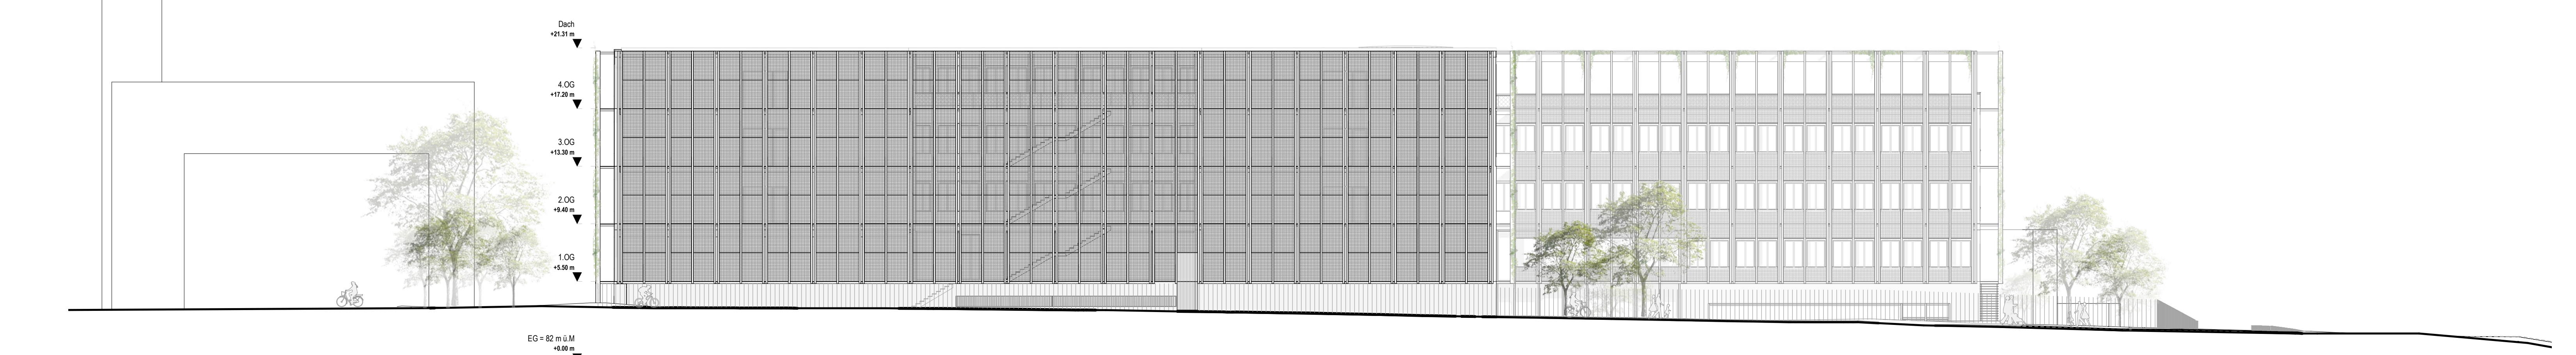 Dach
+21.31 m
4.OG
+17.20 m
3.OG
+13.30 m
2.OG
+9.40 m
1.OG
+5.50 m
EG = 82 m ü.M
+0.00 m